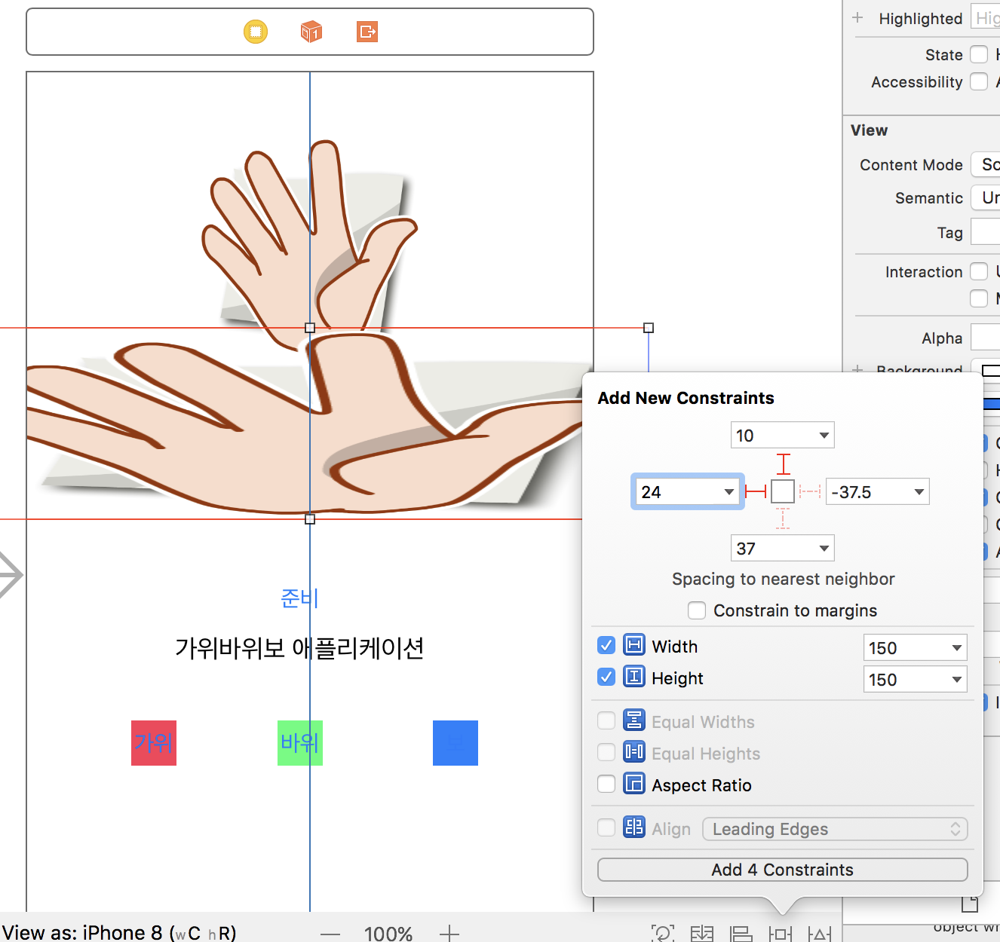 Highlighted
Hig
State
Accessibility
View
Content Mode
Sc
Semantic
Un
Tag
Interaction
Alpha
Background
Add New Constraints
10
24
-37.5
37
Spacing to nearest neighbor
Constrain to margins
Width 150
Height 150
Equal Widths
Equal Heights
Aspect Ratio
Align Leading Edges
Add 4 Constraints
준비
가위바위보 애플리케이션
가위 바위
View as: iPhone 8 (wC hR)
100%
object wr